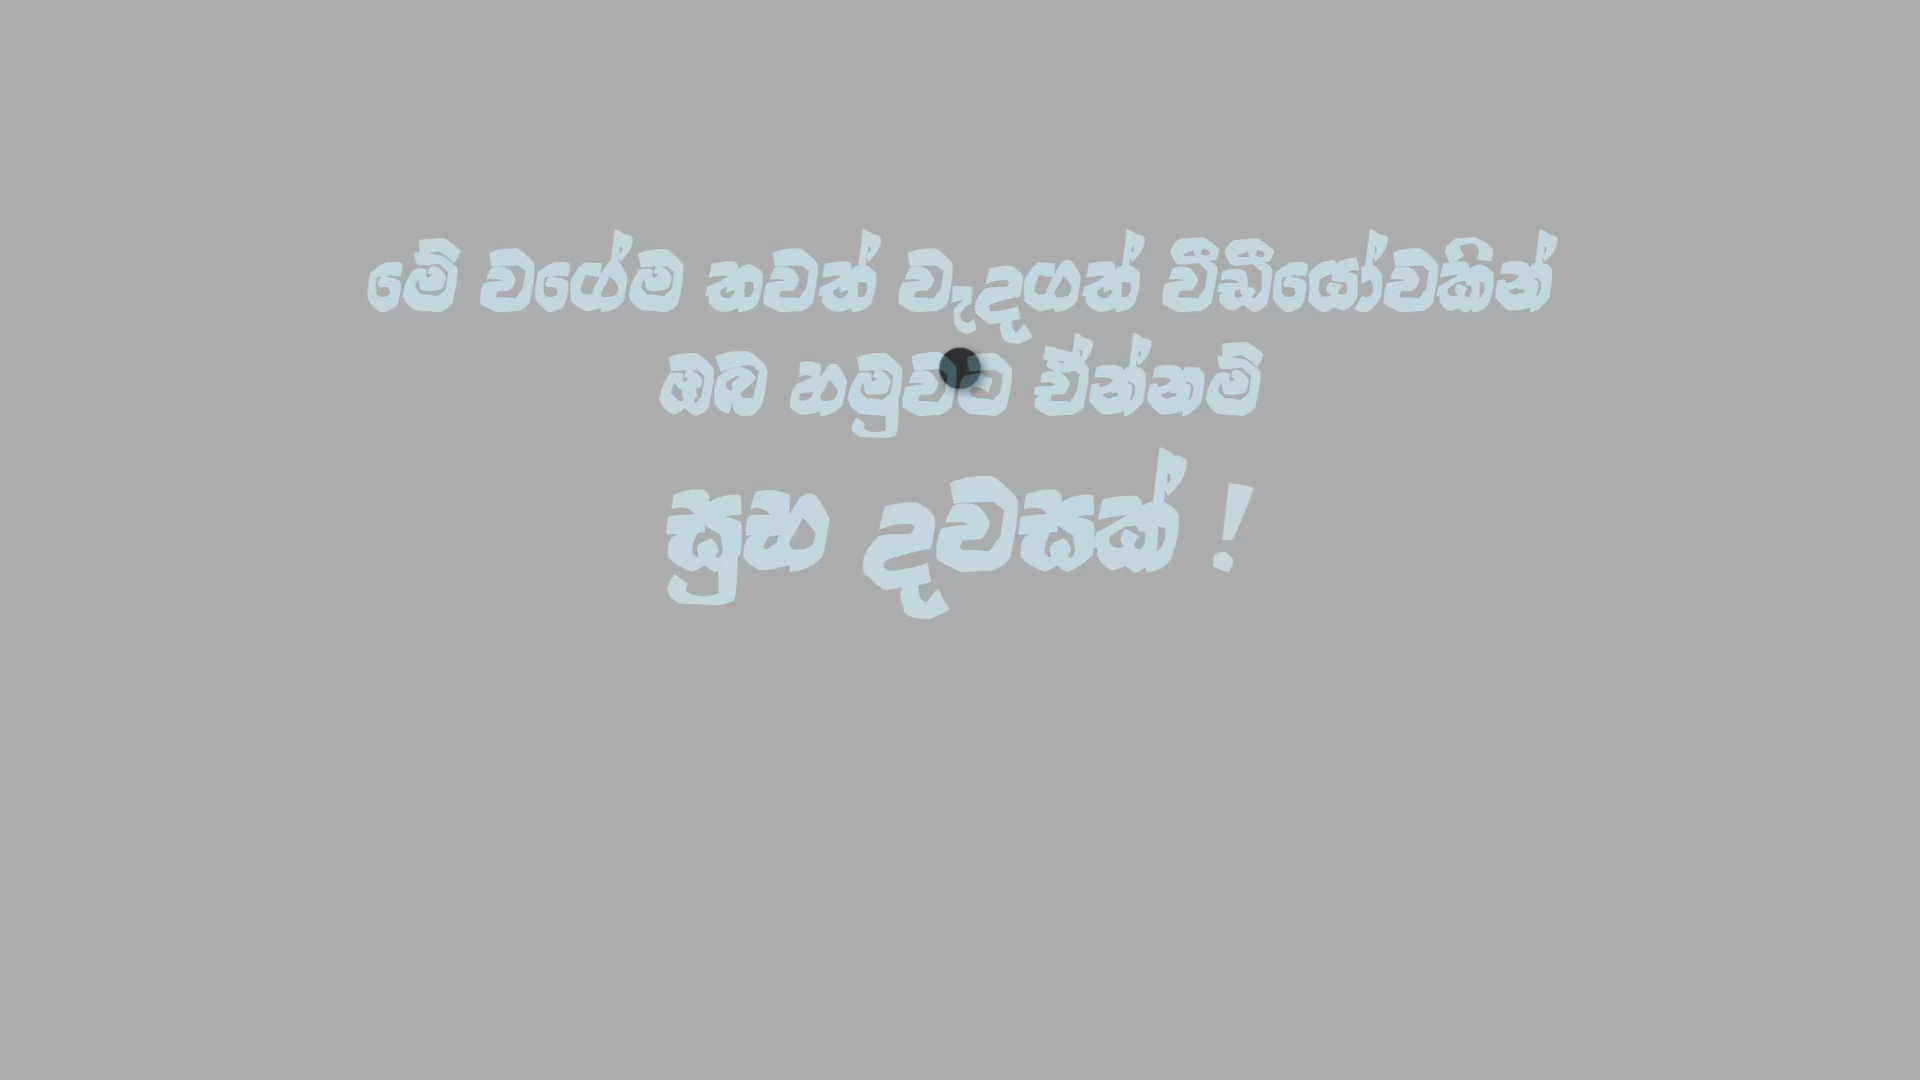 මේ වගේම තවත් වැදගත් වීඩියෝවකින්
ඔබ හමුවට එන්නම්
සුභ දවසක් !